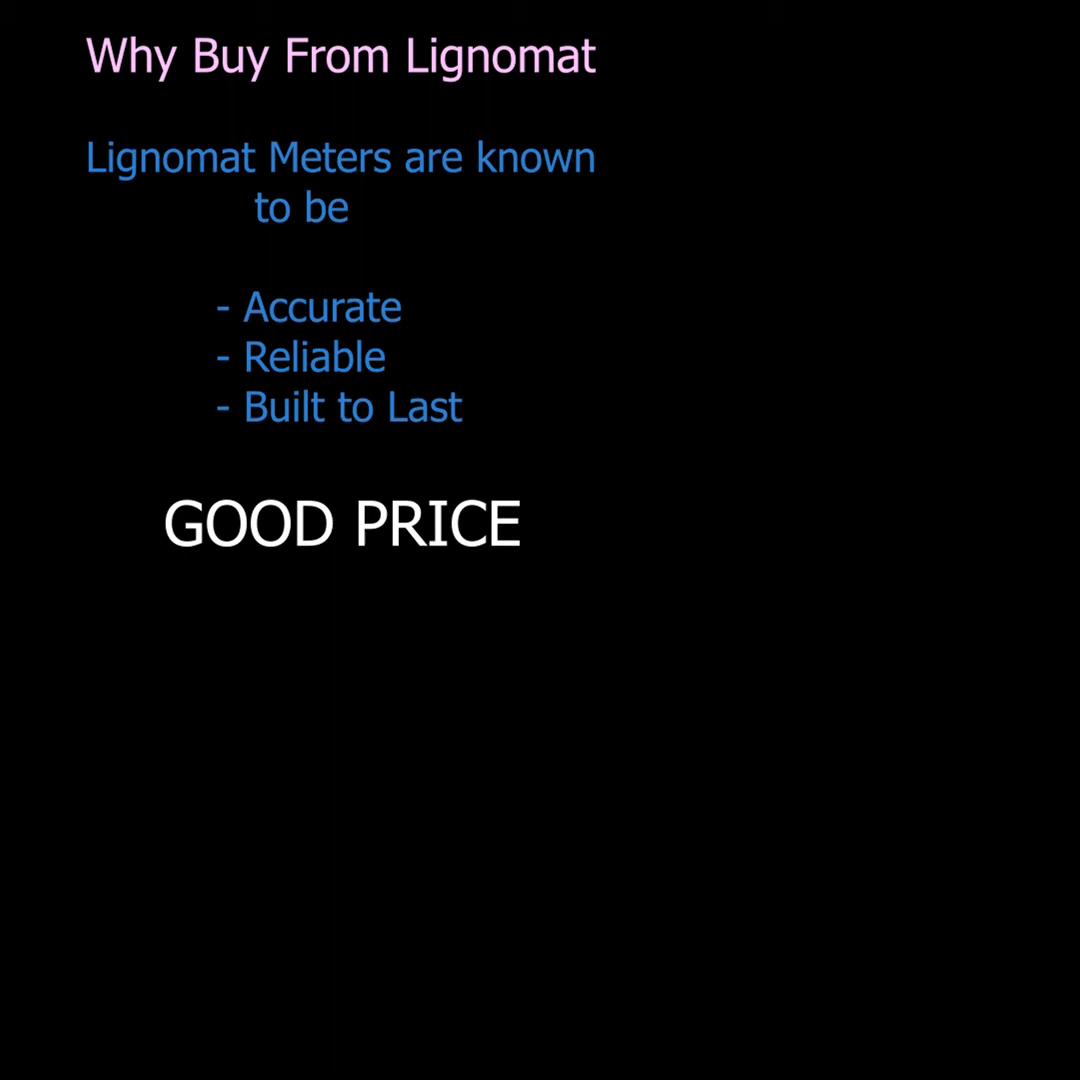 Why Buy From Lignomat
Lignomat Meters are known
to be
- Accurate
- Reliable
- Built to Last
GOOD PRICE